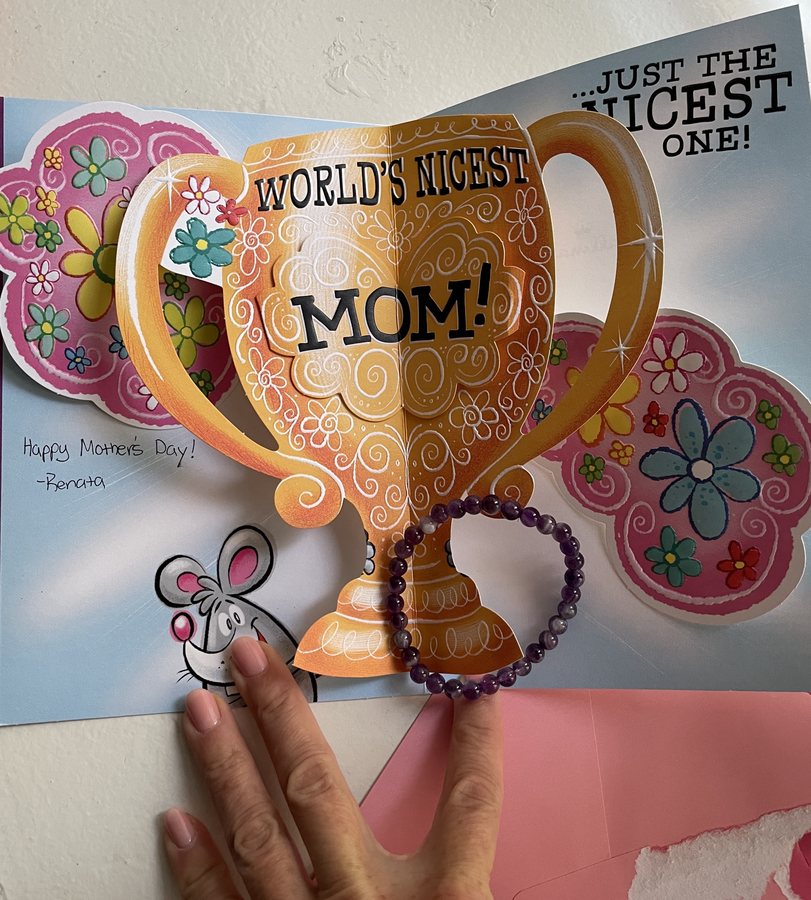 ...JUST THE
NICEST
ONE!
WORLD'S NICEST
MOM!
Happy Mother's Day!
-Renata